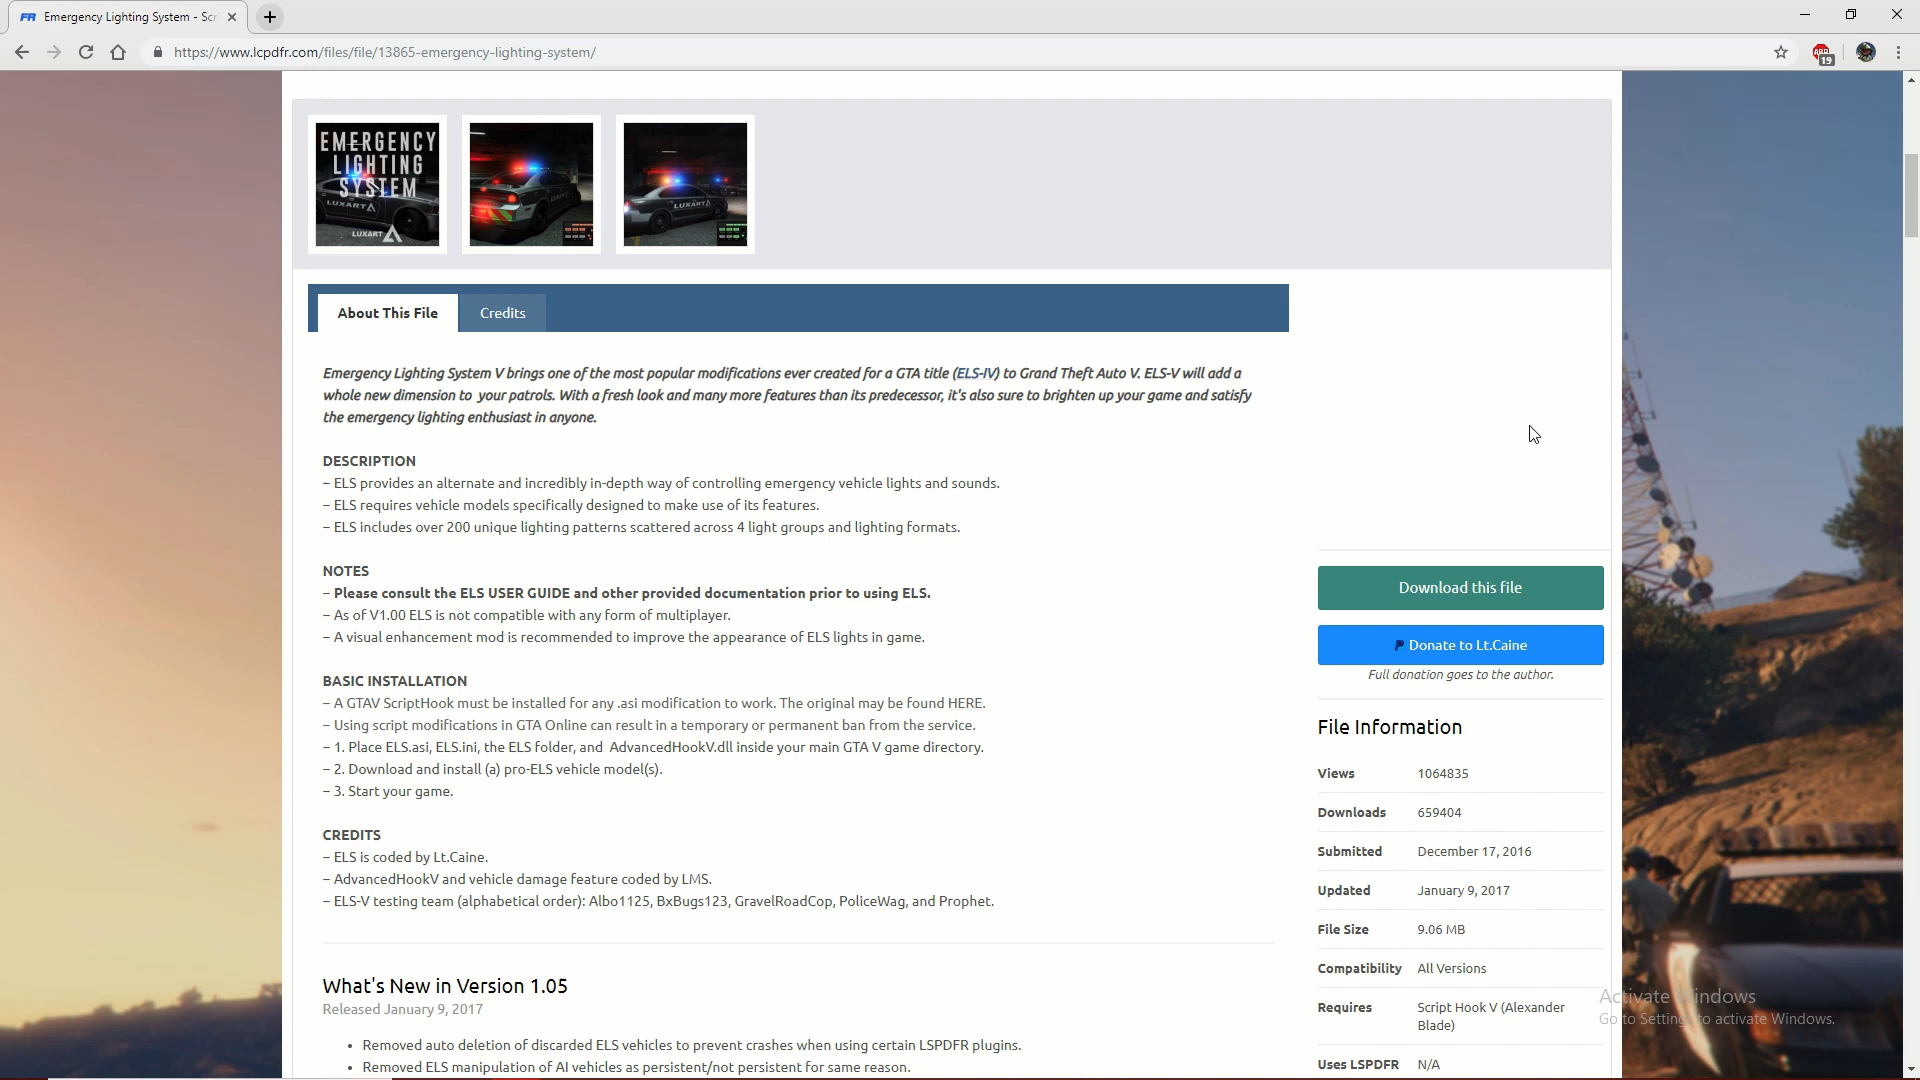 Emergency Lighting System - Scr
https://www.lcpdfr.com/files/file/13865-emergency-lighting-system/
19
EMERGENCY
LIGHTING
SYSTEM
LUXART
LUXART
LUXART
About This File
Credits
Emergency Lighting System V brings one of the most popular modifications ever created for a GTA title (ELS-IV) to Grand Theft Auto V. ELS-V will add a
whole new dimension to your patrols. With a fresh look and many more features than its predecessor, it's also sure to brighten up your game and satisfy
the emergency lighting enthusiast in anyone.
DESCRIPTION
– ELS provides an alternate and incredibly in-depth way of controlling emergency vehicle lights and sounds.
– ELS requires vehicle models specifically designed to make use of its features.
– ELS includes over 200 unique lighting patterns scattered across 4 light groups and lighting formats.
NOTES
– Please consult the ELS USER GUIDE and other provided documentation prior to using ELS.
– As of V1.00 ELS is not compatible with any form of multiplayer.
– A visual enhancement mod is recommended to improve the appearance of ELS lights in game.
BASIC INSTALLATION
– A GTAV ScriptHook must be installed for any .asi modification to work. The original may be found HERE.
– Using script modifications in GTA Online can result in a temporary or permanent ban from the service.
– 1. Place ELS.asi, ELS.ini, the ELS folder, and AdvancedHookV.dll inside your main GTA V game directory.
– 2. Download and install (a) pro-ELS vehicle model(s).
– 3. Start your game.
CREDITS
– ELS is coded by Lt.Caine.
– AdvancedHookV and vehicle damage feature coded by LMS.
– ELS-V testing team (alphabetical order): Albo1125, BxBugs123, GravelRoadCop, PoliceWag, and Prophet.
What's New in Version 1.05
Released January 9, 2017
• Removed auto deletion of discarded ELS vehicles to prevent crashes when using certain LSPDFR plugins.
• Removed ELS manipulation of AI vehicles as persistent/not persistent for same reason.
Download this file
Donate to Lt.Caine
Full donation goes to the author.
File Information
Views 1064835
Downloads 659404
Submitted December 17, 2016
Updated January 9, 2017
File Size 9.06 MB
Compatibility All Versions
Requires Script Hook V (Alexander
Blade)
Uses LSPDFR N/A
Activate Windows
Go to Settings to activate Windows.